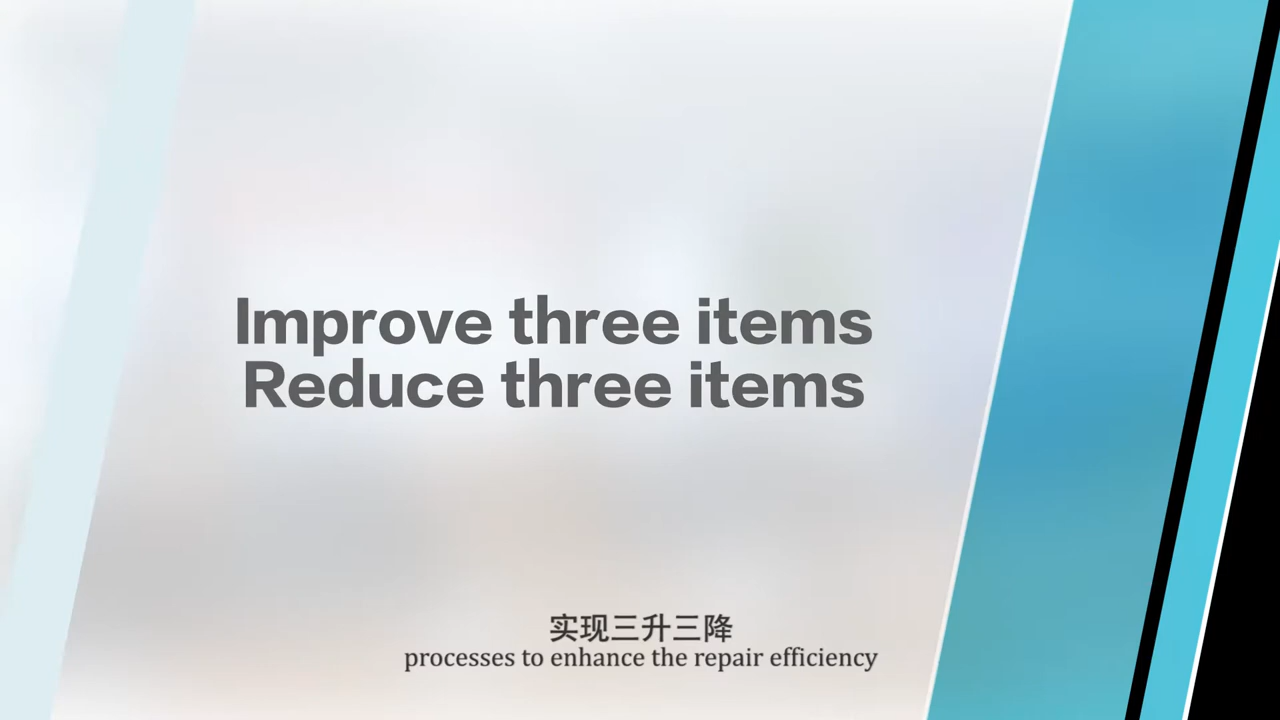 Improve three items
Reduce three items
实现三升三降
processes to enhance the repair efficiency